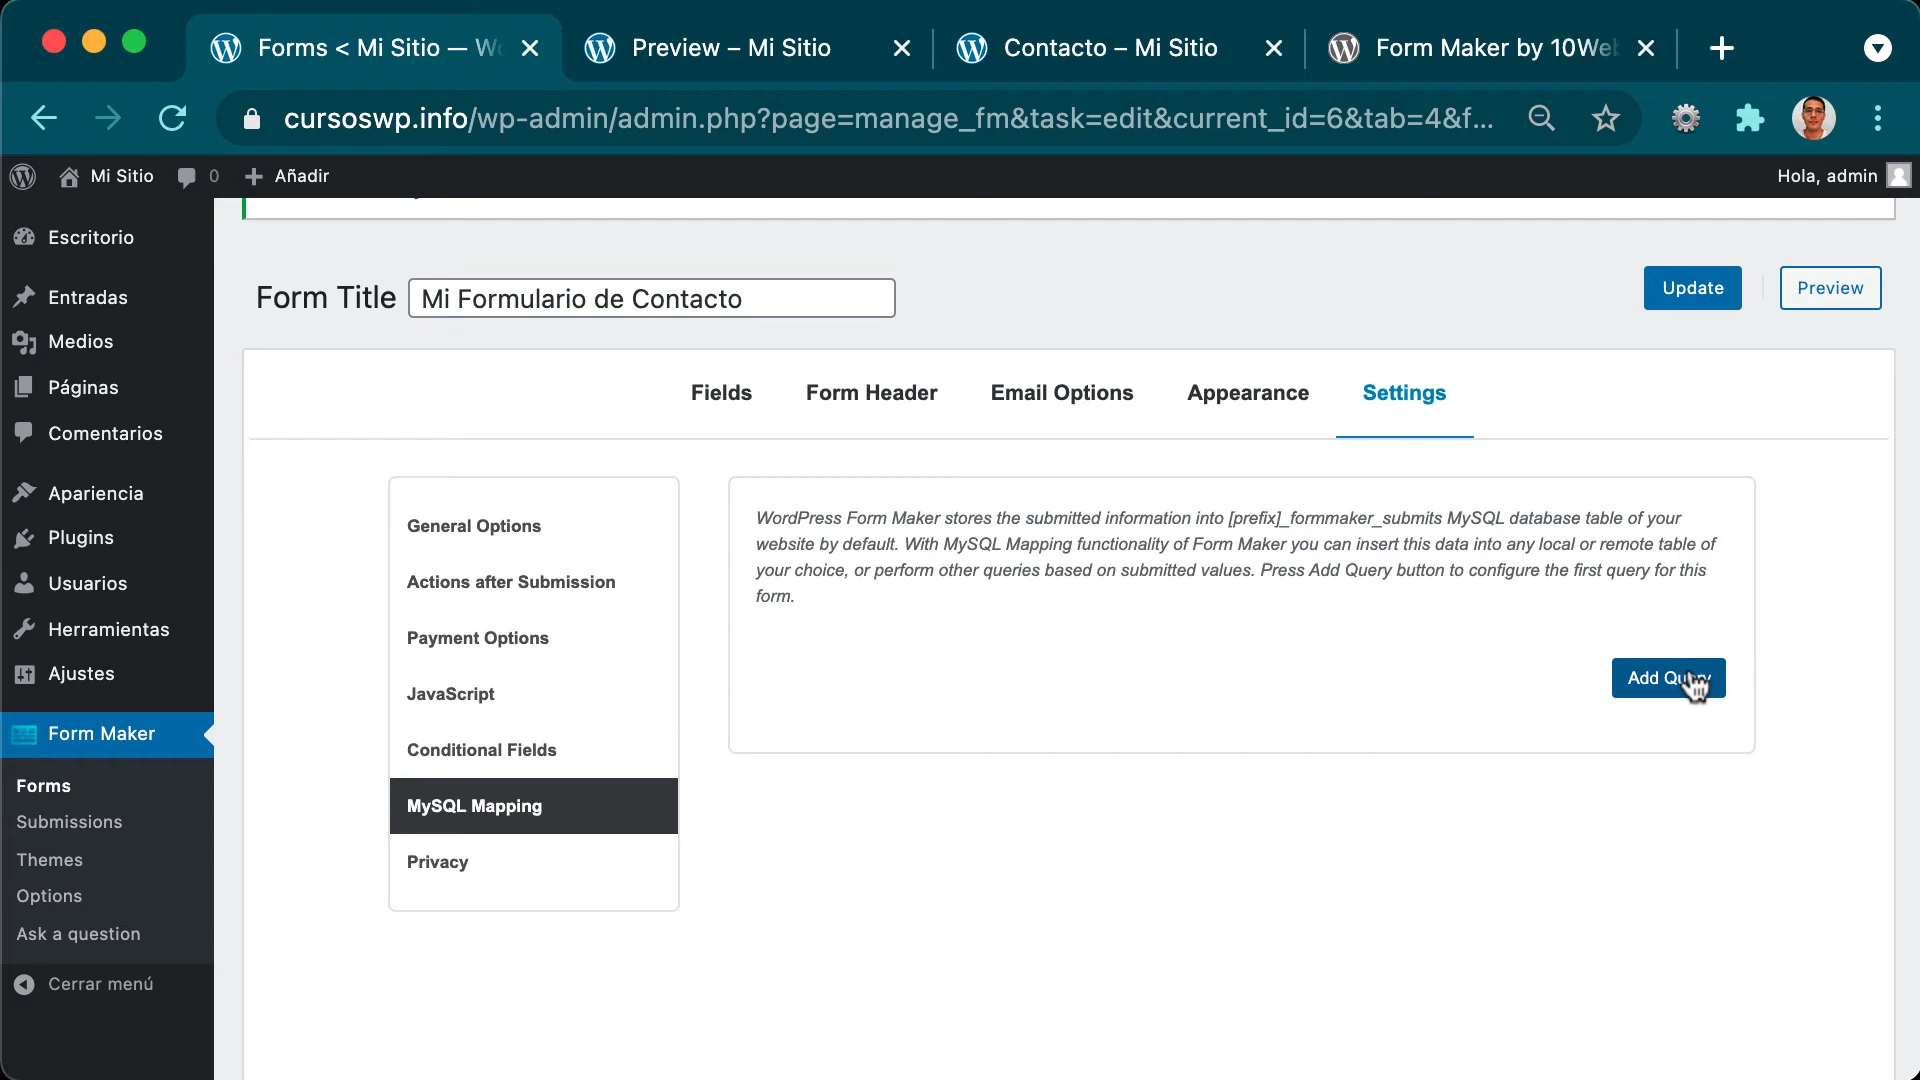 Forms < Mi Sitio — W
Preview – Mi Sitio
Contacto – Mi Sitio
Form Maker by 10We
cursoswp.info/wp-admin/admin.php?page=manage_fm&task=edit&current_id=6&tab=4&f...
Mi Sitio
0
Añadir
Hola, admin
Escritorio
Entradas
Medios
Páginas
Comentarios
Apariencia
Plugins
Usuarios
Herramientas
Ajustes
Form Maker
Forms
Submissions
Themes
Options
Ask a question
Cerrar menú
Form Title
Mi Formulario de Contacto
Update
Preview
Fields
Form Header
Email Options
Appearance
Settings
General Options
Actions after Submission
Payment Options
JavaScript
Conditional Fields
MySQL Mapping
Privacy
WordPress Form Maker stores the submitted information into [prefix]_formmaker_submits MySQL database table of your
website by default. With MySQL Mapping functionality of Form Maker you can insert this data into any local or remote table of
your choice, or perform other queries based on submitted values. Press Add Query button to configure the first query for this
form.
Add Query